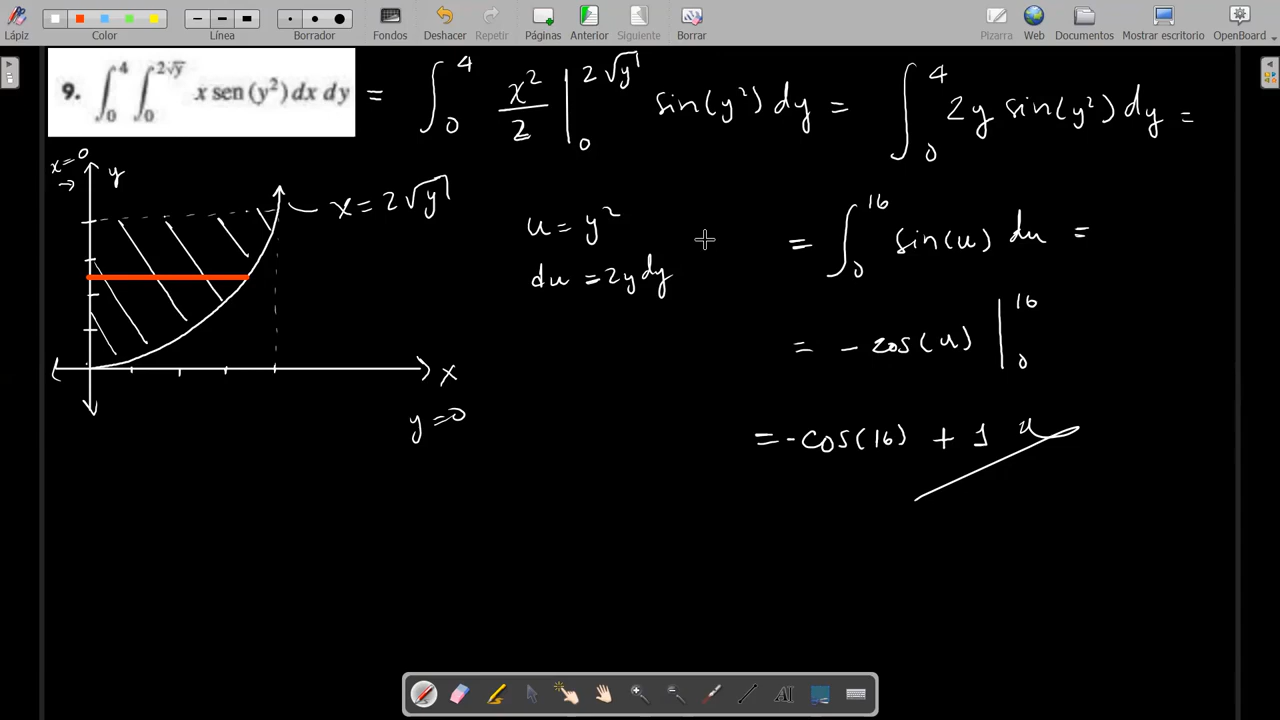 Lápiz Color Línea Borrador Fondos Deshacer Repetir Páginas Anterior Siguiente Borrar Pizarra Web Documentos Mostrar escritorio OpenBoard
9. ∫₀⁴ ∫₀^(2√y) x sen (y²) dx dy = ∫₀⁴ x²/2 |₀^(2√y) sin(y²) dy = ∫₀⁴ 2y sin(y²) dy =
x=0
→
y
x = 2√y
u = y²
du = 2y dy
= ∫₀¹⁶ sin(u) du =
= - cos(u) |₀¹⁶
x
y=0
= -cos(16) + 1
AI